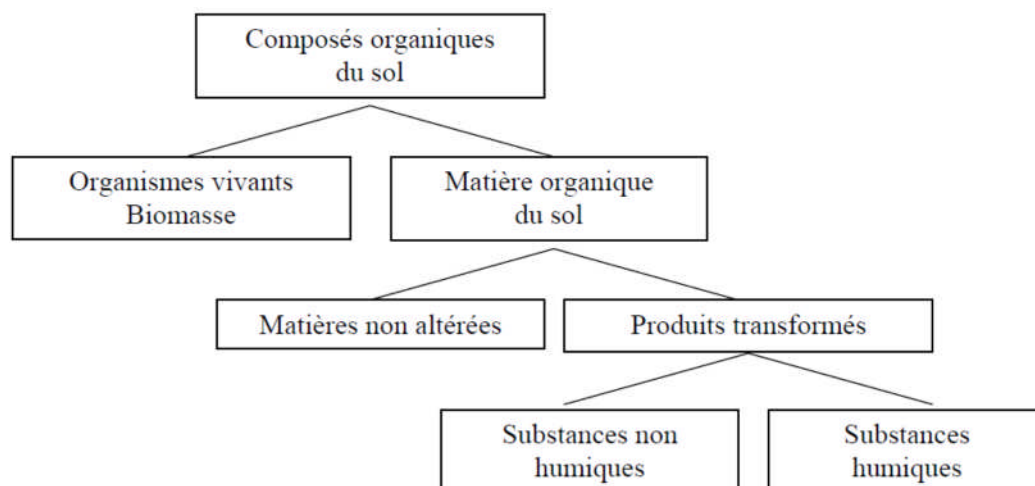 Composés organiques
du sol
Organismes vivants
Biomasse
Matière organique
du sol
Matières non altérées
Produits transformés
Substances non
humiques
Substances
humiques